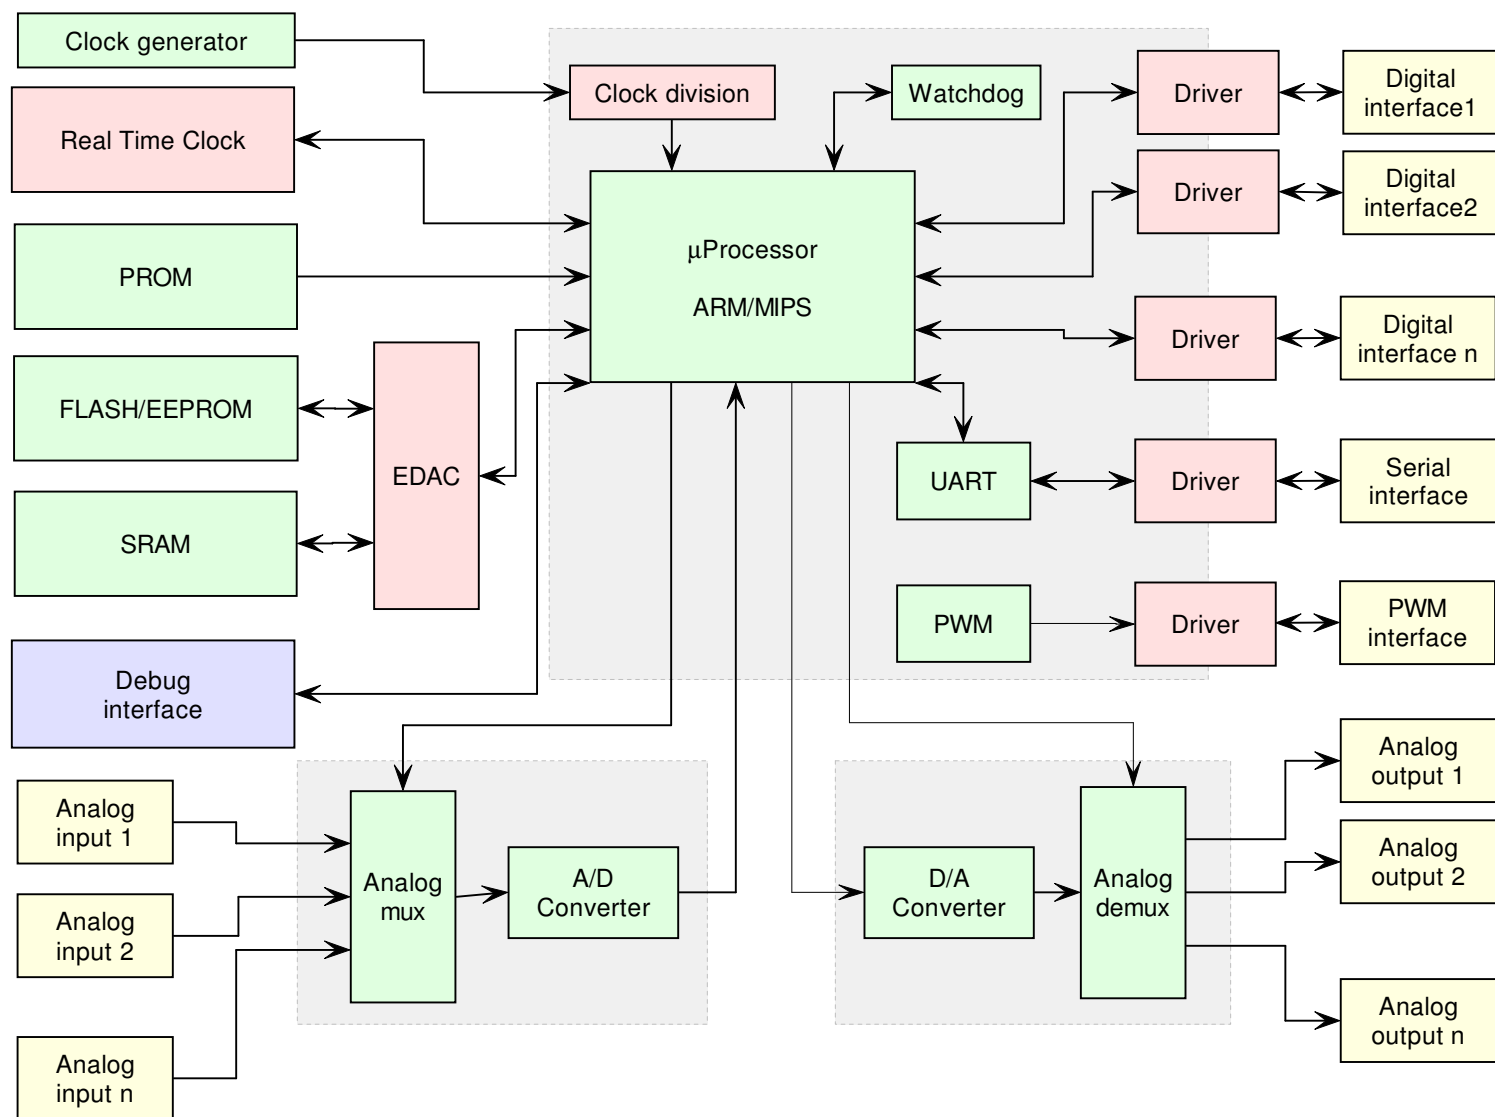 Clock generator
Clock division
Watchdog
Driver
Digital
interface1
Real Time Clock
Driver
Digital
interface2
PROM
µProcessor
ARM/MIPS
Driver
Digital
interface n
FLASH/EEPROM
EDAC
SRAM
UART
Driver
Serial
interface
PWM
Driver
PWM
interface
Debug
interface
Analog
input 1
Analog
input 2
Analog
input n
Analog
mux
A/D
Converter
D/A
Converter
Analog
demux
Analog
output 1
Analog
output 2
Analog
output n